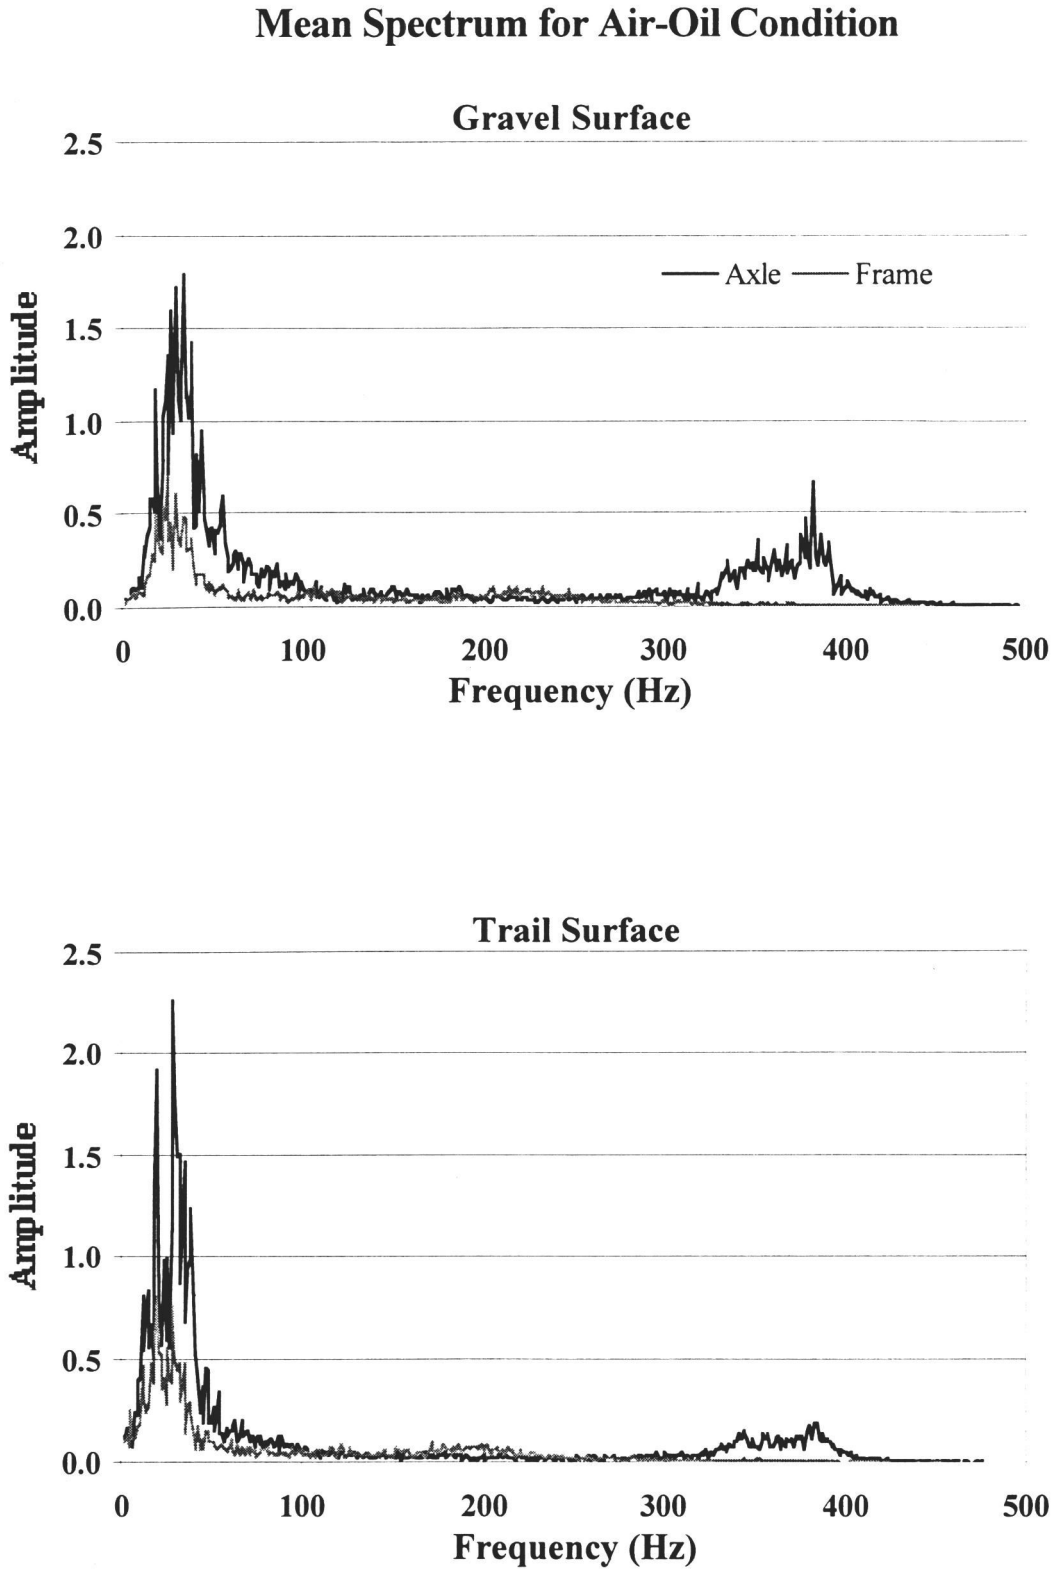 Mean Spectrum for Air-Oil Condition
Gravel Surface
2.5
2.0
Axle Frame
1.5
Amplitude
1.0
0.5
0.0
0 100 200 300 400 500
Frequency (Hz)
Trail Surface
2.5
2.0
1.5
Amplitude
1.0
0.5
0.0
0 100 200 300 400 500
Frequency (Hz)